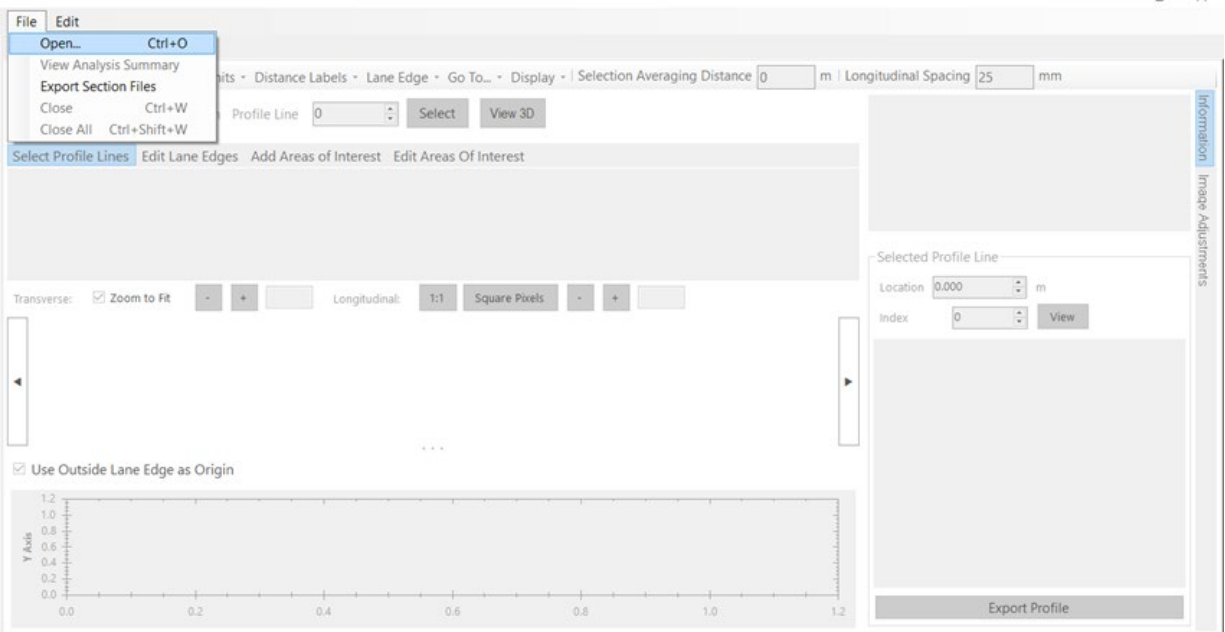 File Edit
Open... Ctrl+O
View Analysis Summary
Export Section Files
Close Ctrl+W
Close All Ctrl+Shift+W
Distance Labels Lane Edge Go To... Display Selection Averaging Distance 0 m Longitudinal Spacing 25 mm
Profile Line 0 Select View 3D
Select Profile Lines Edit Lane Edges Add Areas of Interest Edit Areas Of Interest
Transverse: Zoom to Fit - + Longitudinal: 1:1 Square Pixels - +
...
Use Outside Lane Edge as Origin
Y Axis
1.2
1.0
0.8
0.6
0.4
0.2
0.0
0.0 0.2 0.4 0.6 0.8 1.0 1.2
Selected Profile Line
Location 0.000 m
Index 0 View
Export Profile
Information
Image Adjustments